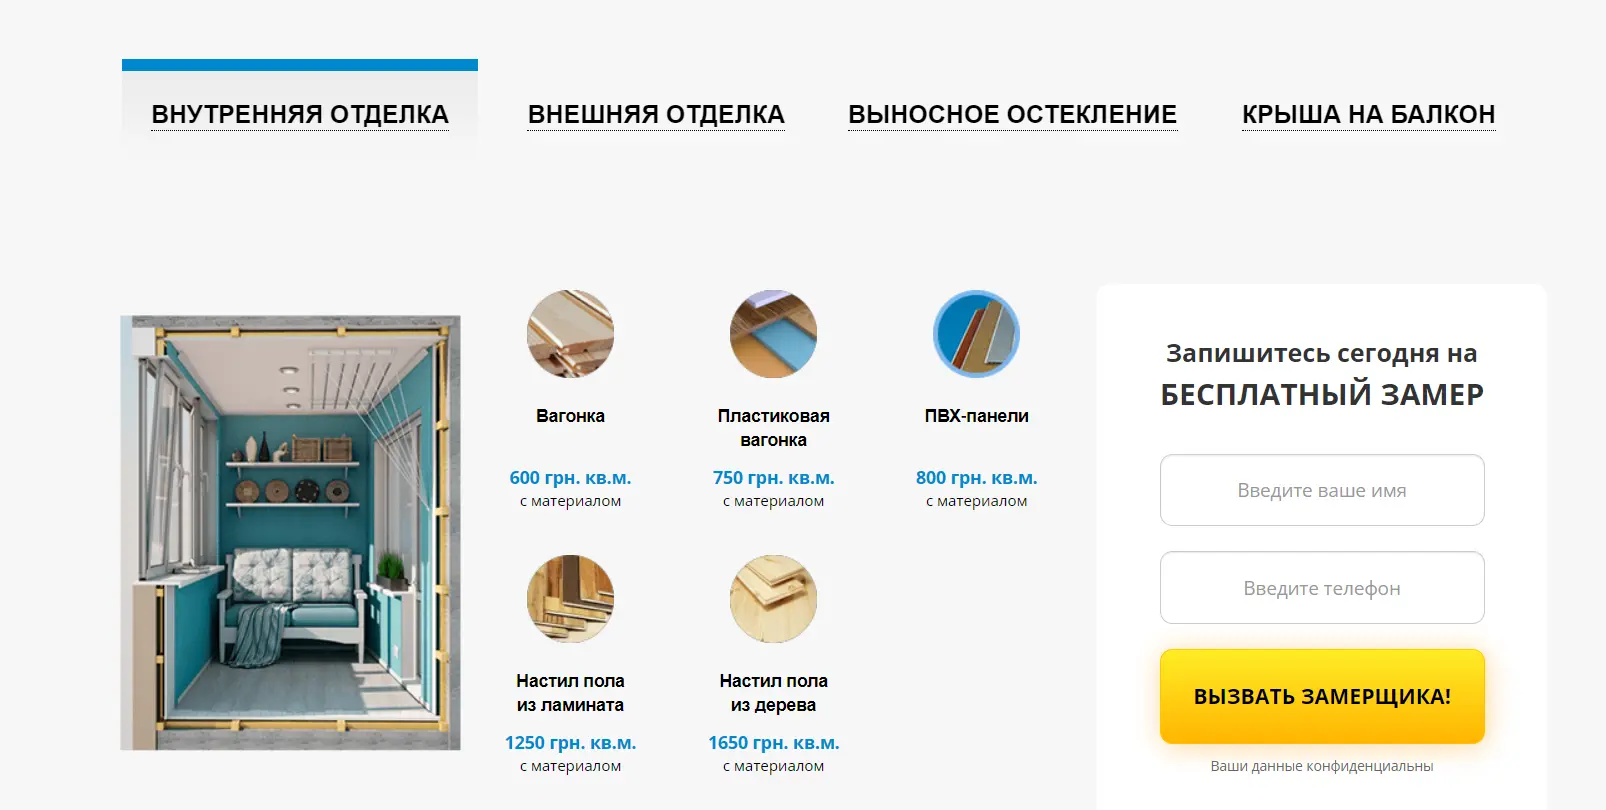 ВНУТРЕННЯЯ ОТДЕЛКА
ВНЕШНЯЯ ОТДЕЛКА
ВЫНОСНОЕ ОСТЕКЛЕНИЕ
КРЫША НА БАЛКОН
Вагонка
600 грн. кв.м.
с материалом
Пластиковая
вагонка
750 грн. кв.м.
с материалом
ПВХ-панели
800 грн. кв.м.
с материалом
Настил пола
из ламината
1250 грн. кв.м.
с материалом
Настил пола
из дерева
1650 грн. кв.м.
с материалом
Запишитесь сегодня на
БЕСПЛАТНЫЙ ЗАМЕР
Введите ваше имя
Введите телефон
ВЫЗВАТЬ ЗАМЕРЩИКА!
Ваши данные конфиденциальны